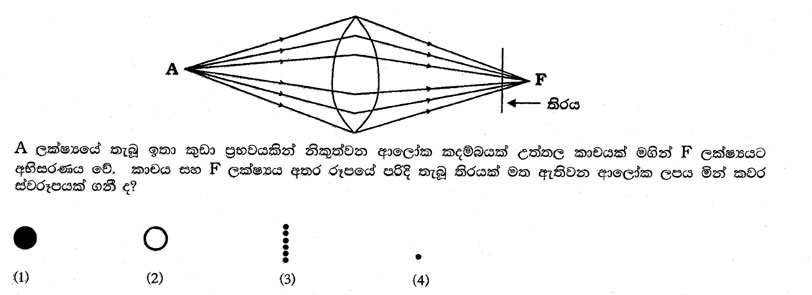 A
F
තිරය
A ලක්ෂ්‍යයේ තැබූ ඉතා කුඩා ප්‍රභවයකින් නිකුත්වන ආලෝක කදම්බයක් උත්තල කාචයක් මගින් F ලක්ෂ්‍යයට
අභිසරණය වේ. කාචය සහ F ලක්ෂ්‍යය අතර රූපයේ පරිදි තැබූ තිරයක් මත ඇතිවන ආලෝක ලපය මින් කවර
ස්වරූපයක් ගනී ද?
(1) (2) (3) (4)